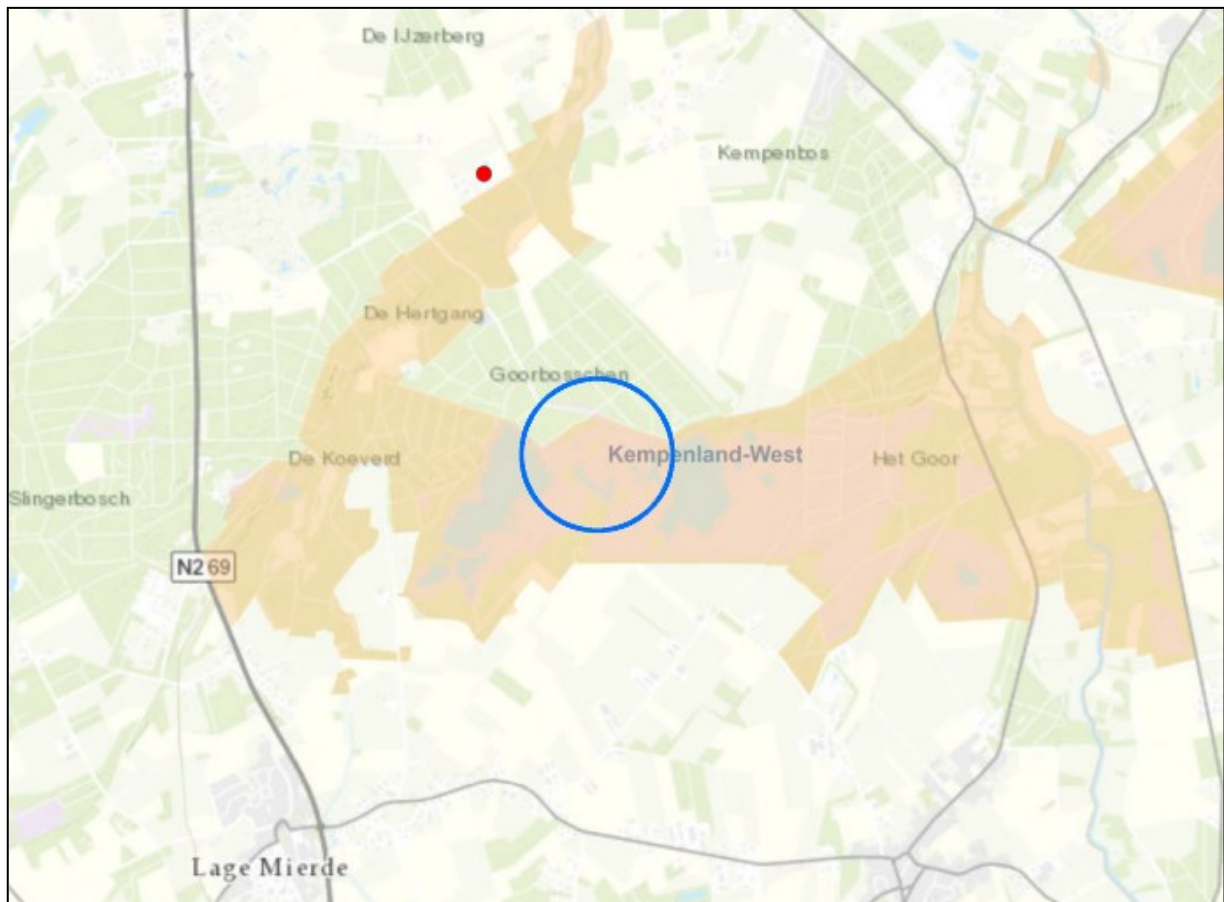 De IJzerberg
Kempenbos
De Hertgang
Goorbosschen
De Koeverd
Kempenland-West
Het Goor
Slingerbosch
N269
Lage Mierde